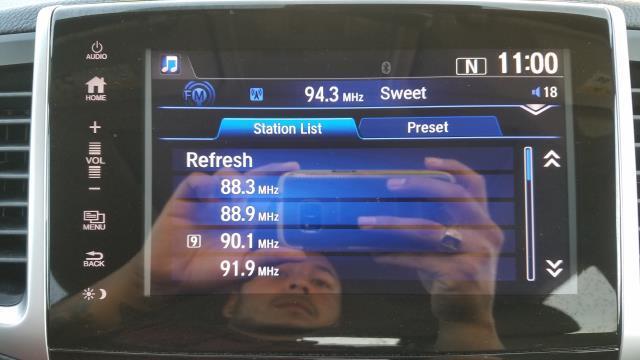 AUDIO
HOME
+
VOL
−
MENU
BACK
N 11:00
FM 94.3 MHz Sweet 18
Station List Preset
Refresh
88.3 MHz
88.9 MHz
9 90.1 MHz
91.9 MHz